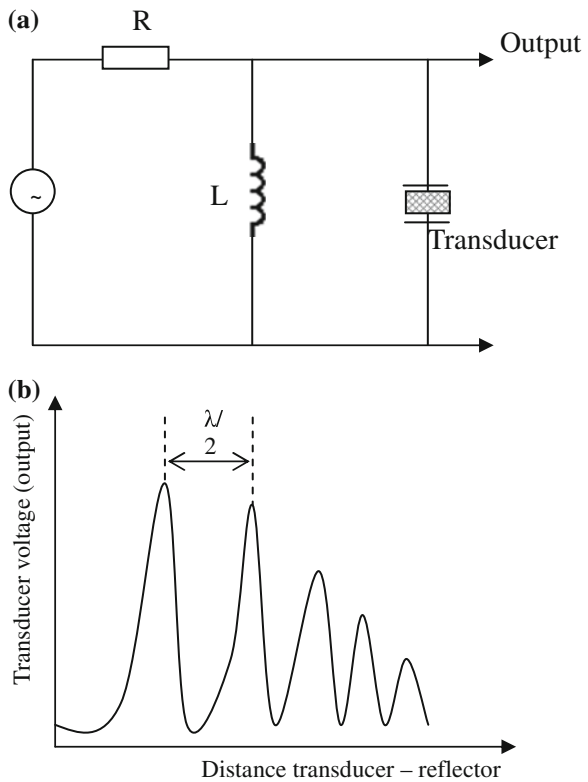 (a)
R
Output
~
L
Transducer
(b)
λ/
2
Transducer voltage (output)
Distance transducer – reflector